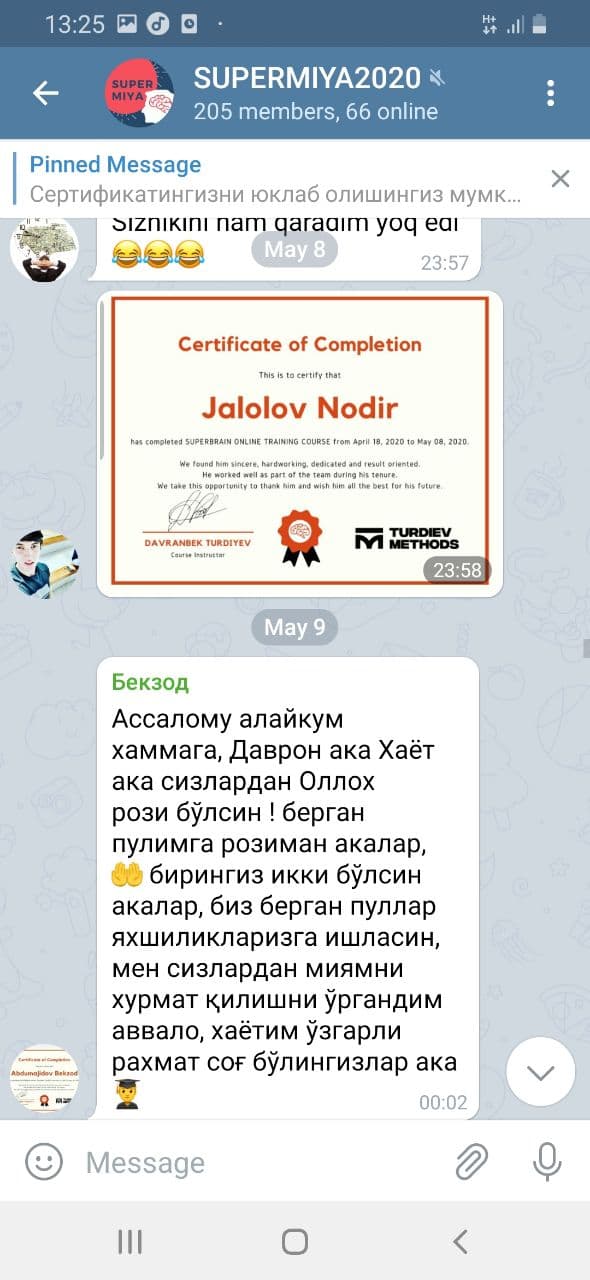 13:25
H+
SUPER
MIYA
SUPERMIYA2020
205 members, 66 online
Pinned Message
Сертификатингизни юклаб олишингиз мумк...
Siznikini ham qaradim yoq edi
😂😂😂
23:57
May 8
Certificate of Completion
This is to certify that
Jalolov Nodir
has completed SUPERBRAIN ONLINE TRAINING COURSE from April 18, 2020 to May 08, 2020.
We found him sincere, hardworking, dedicated and result oriented.
He worked well as part of the team during his tenure.
We take this opportunity to thank him and wish him all the best for his future.
DAVRANBEK TURDIYEV
Course Instructor
TURDIEV
METHODS
23:58
May 9
Бекзод
Ассалому алайкум
хаммага, Даврон ака Хаёт
ака сизлардан Оллох
рози бўлсин ! берган
пулимга розиман акалар,
🤲 бирингиз икки бўлсин
акалар, биз берган пуллар
яхшиликларизга ишласин,
мен сизлардан миямни
хурмат қилишни ўргандим
аввало, хаётим ўзгарли
рахмат соғ бўлингизлар ака
👨‍🎓
00:02
Certificate of Completion
Abdumajidov Bekzod
Message